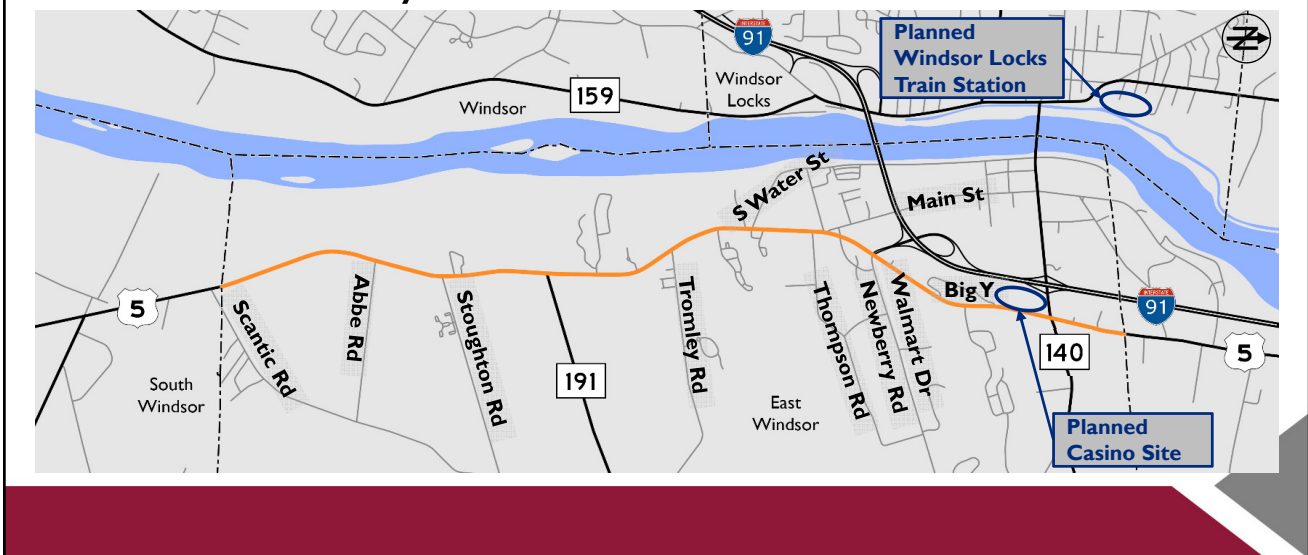 INTERSTATE
91
Planned
Windsor Locks
Train Station
N
Windsor
Locks
159
Windsor
S Water St
Main St
Big Y
INTERSTATE
91
5
Scantic Rd
Abbe Rd
Stoughton Rd
191
Tromley Rd
Thompson Rd
Newberry Rd
Walmart Dr
140
5
South
Windsor
East
Windsor
Planned
Casino Site